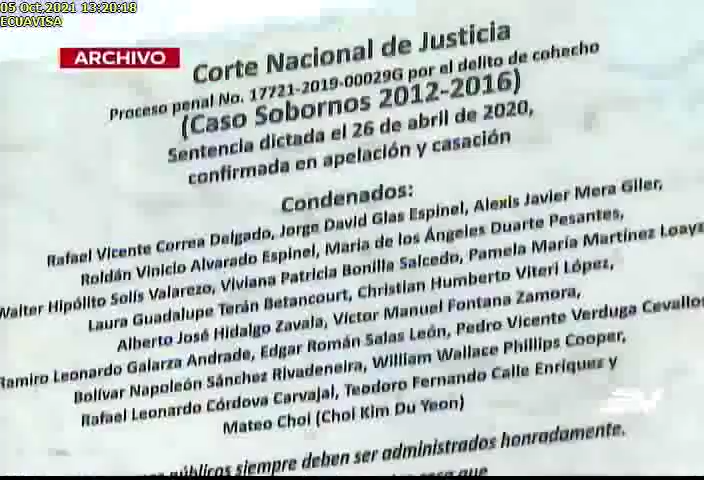 05 Oct,2021 13:20:18
ECUAVISA
ARCHIVO
Corte Nacional de Justicia
Proceso penal No. 17721-2019-00029G por el delito de cohecho
(Caso Sobornos 2012-2016)
Sentencia dictada el 26 de abril de 2020,
confirmada en apelación y casación
Condenados:
Rafael Vicente Correa Delgado, Jorge David Glas Espinel, Alexis Javier Mera Giler,
Roldán Vinicio Alvarado Espinel, María de los Ángeles Duarte Pesantes,
Walter Hipólito Solís Valarezo, Viviana Patricia Bonilla Salcedo, Pamela María Martínez Loayz
Laura Guadalupe Terán Betancourt, Christian Humberto Viteri López,
Alberto José Hidalgo Zavala, Víctor Manuel Fontana Zamora,
Ramiro Leonardo Galarza Andrade, Edgar Román Salas León, Pedro Vicente Verduga Cevallos
Bolívar Napoleón Sánchez Rivadeneira, William Wallace Phillips Cooper,
Rafael Leonardo Córdova Carvajal, Teodoro Fernando Calle Enríquez y
Mateo Choi (Choi Kim Du Yeon)
públicos siempre deben ser administrados honradamente.
que